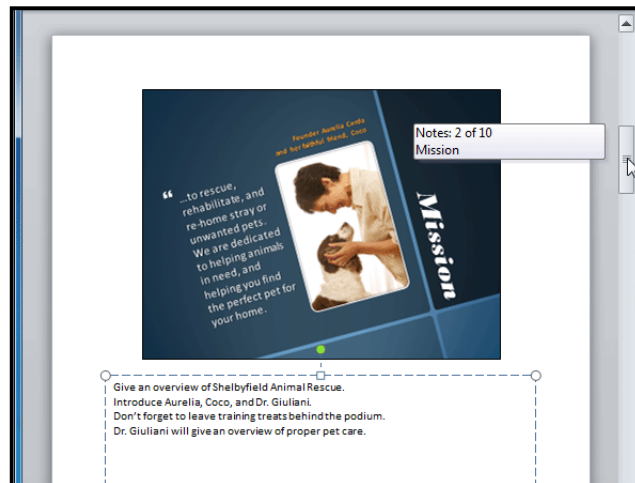 Founder Aurelia Corda
and her faithful friend, Coco
“ ...to rescue,
rehabilitate, and
re-home stray or
unwanted pets.
We are dedicated
to helping animals
in need, and
helping you find
the perfect pet for
your home.
Mission
Notes: 2 of 10
Mission
Give an overview of Shelbyfield Animal Rescue.
Introduce Aurelia, Coco, and Dr. Giuliani.
Don't forget to leave training treats behind the podium.
Dr. Giuliani will give an overview of proper pet care.